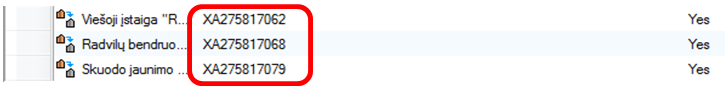 Viešoji įstaiga "R... XA275817062 Yes
Radvilų bendruo... XA275817068 Yes
Skuodo jaunimo ... XA275817079 Yes